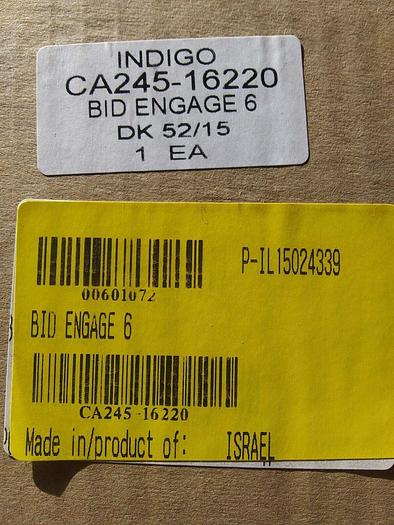 INDIGO
CA245-16220
BID ENGAGE 6
DK 52/15
1 EA
P-IL15024339
00601072
BID ENGAGE 6
CA245-16220
Made in/product of: ISRAEL